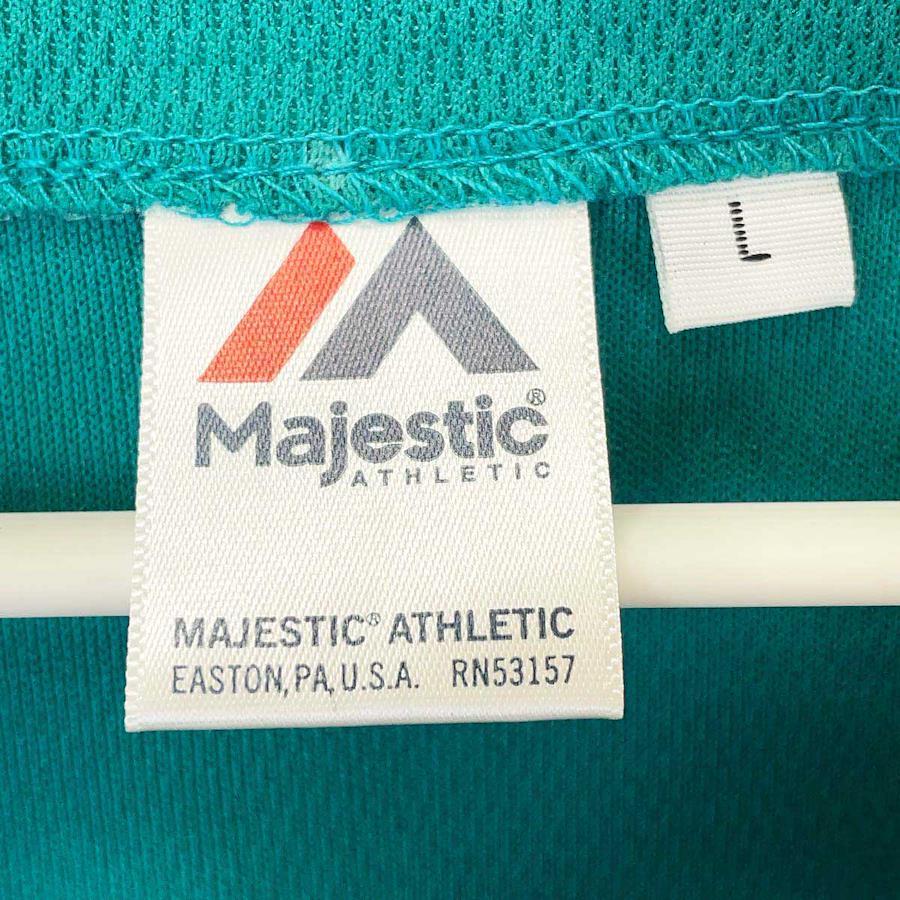 L
Majestic®
ATHLETIC
MAJESTIC® ATHLETIC
EASTON, PA, U.S.A. RN53157